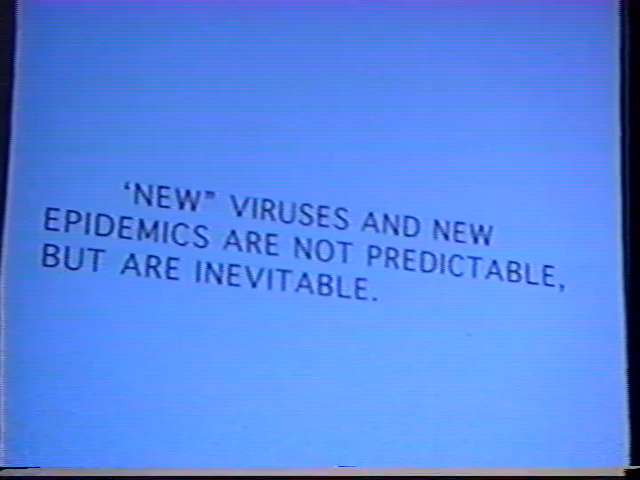 'NEW" VIRUSES AND NEW
EPIDEMICS ARE NOT PREDICTABLE,
BUT ARE INEVITABLE.